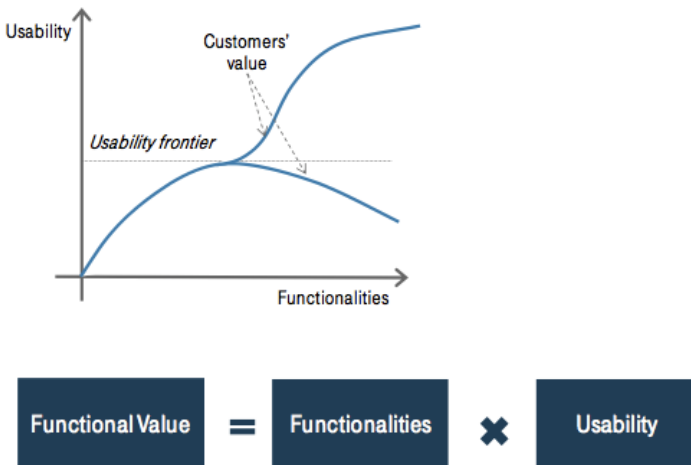 Usability
Customers'
value
Usability frontier
Functionalities
Functional Value = Functionalities × Usability